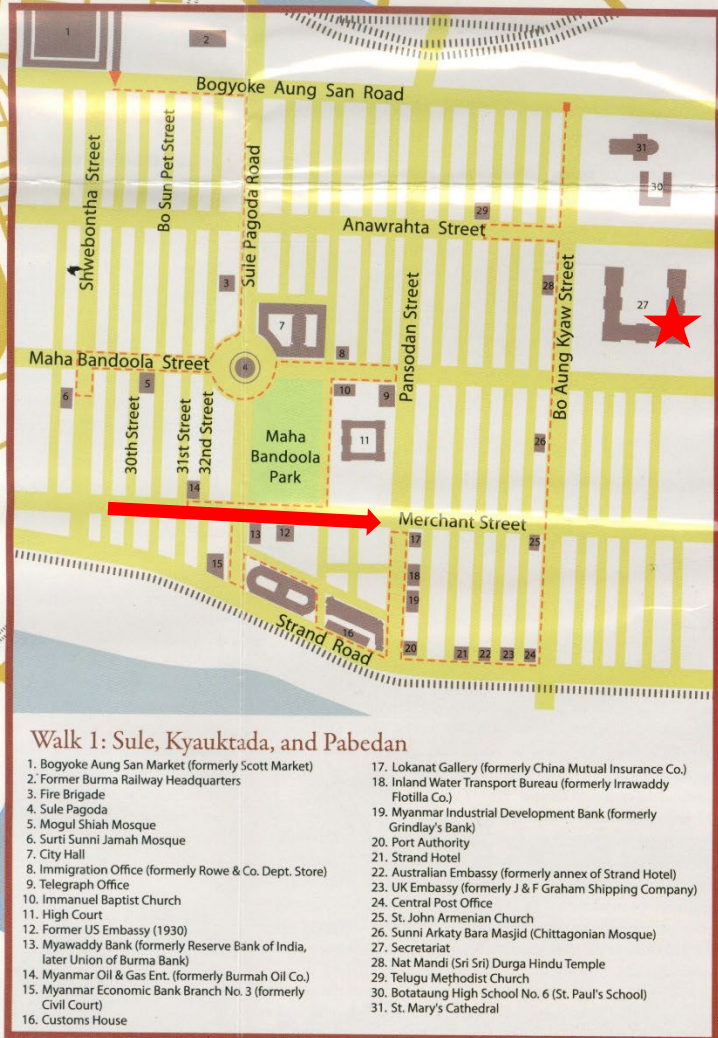 1
2
Bogyoke Aung San Road
31
30
Shwebontha Street
Bo Sun Pet Street
Suie Pagoda Road
29
Anawrahta Street
3
28
27
Pansodan Street
Bo Aung Kyaw Street
7
8
Maha Bandoola Street
4
6
5
10
9
30th Street
31st Street
32nd Street
Maha
Bandoola
Park
11
26
14
Merchant Street
13
12
17
25
15
18
19
16
Strand Road
20
21
22
23
24
Walk 1: Sule, Kyauktada, and Pabedan
1. Bogyoke Aung San Market (formerly Scott Market)
2. Former Burma Railway Headquarters
3. Fire Brigade
4. Sule Pagoda
5. Mogul Shiah Mosque
6. Surti Sunni Jamah Mosque
7. City Hall
8. Immigration Office (formerly Rowe & Co. Dept. Store)
9. Telegraph Office
10. Immanuel Baptist Church
11. High Court
12. Former US Embassy (1930)
13. Myawaddy Bank (formerly Reserve Bank of India,
later Union of Burma Bank)
14. Myanmar Oil & Gas Ent. (formerly Burmah Oil Co.)
15. Myanmar Economic Bank Branch No. 3 (formerly
Civil Court)
16. Customs House
17. Lokanat Gallery (formerly China Mutual Insurance Co.)
18. Inland Water Transport Bureau (formerly Irrawaddy
Flotilla Co.)
19. Myanmar Industrial Development Bank (formerly
Grindlay's Bank)
20. Port Authority
21. Strand Hotel
22. Australian Embassy (formerly annex of Strand Hotel)
23. UK Embassy (formerly J & F Graham Shipping Company)
24. Central Post Office
25. St. John Armenian Church
26. Sunni Arkaty Bara Masjid (Chittagonian Mosque)
27. Secretariat
28. Nat Mandi (Sri Sri) Durga Hindu Temple
29. Telugu Methodist Church
30. Botataung High School No. 6 (St. Paul's School)
31. St. Mary's Cathedral